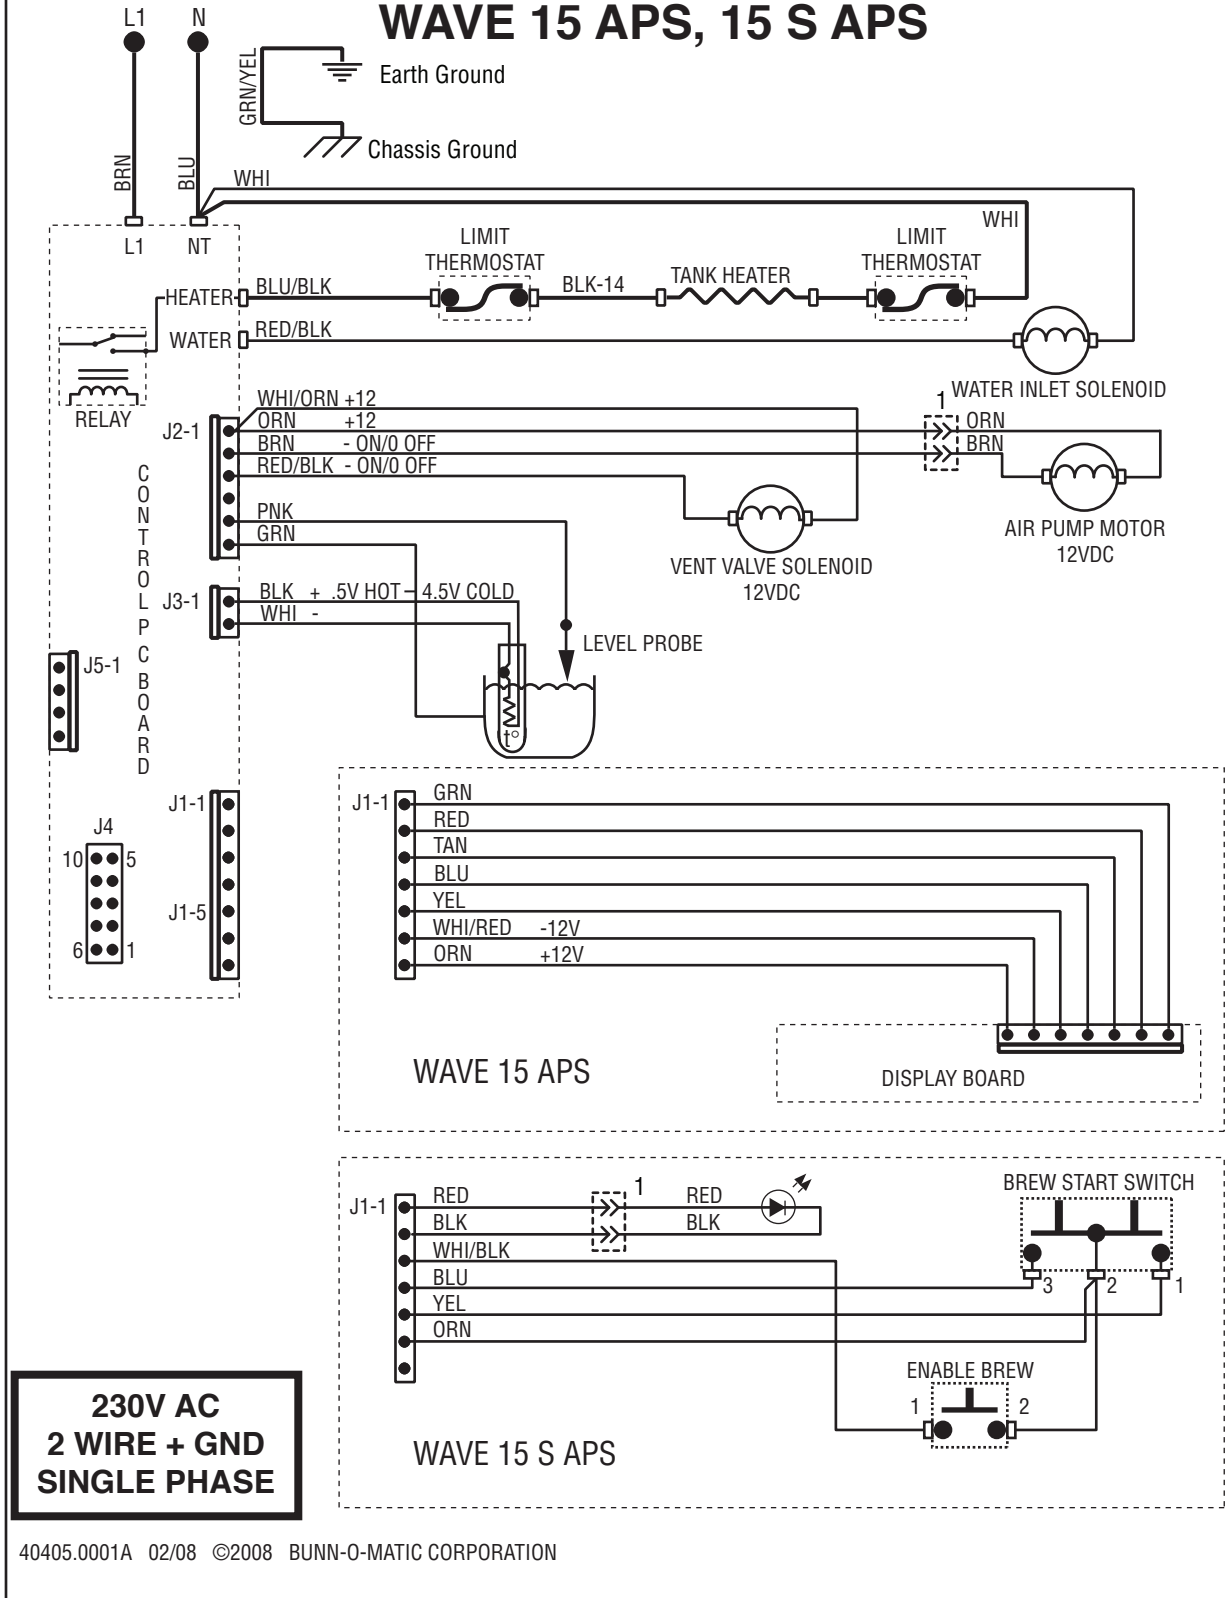 WAVE 15 APS, 15 S APS
L1 N
GRN/YEL
Earth Ground
Chassis Ground
BRN
BLU
WHI
WHI
L1 NT
LIMIT
THERMOSTAT
LIMIT
THERMOSTAT
HEATER
BLU/BLK
BLK-14
TANK HEATER
WATER
RED/BLK
WATER INLET SOLENOID
RELAY
J2-1
WHI/ORN +12
ORN +12
BRN - ON/0 OFF
RED/BLK - ON/0 OFF
PNK
GRN
1
ORN
BRN
AIR PUMP MOTOR
12VDC
VENT VALVE SOLENOID
12VDC
CONTROL P C BOARD
J3-1
BLK + .5V HOT – 4.5V COLD
WHI -
LEVEL PROBE
t°
J5-1
J1-1
J1-5
J4
10 5
6 1
J1-1
GRN
RED
TAN
BLU
YEL
WHI/RED -12V
ORN +12V
WAVE 15 APS
DISPLAY BOARD
J1-1
RED
BLK
WHI/BLK
BLU
YEL
ORN
1
RED
BLK
BREW START SWITCH
3 2 1
ENABLE BREW
1 2
WAVE 15 S APS
230V AC
2 WIRE + GND
SINGLE PHASE
40405.0001A 02/08 ©2008 BUNN-O-MATIC CORPORATION